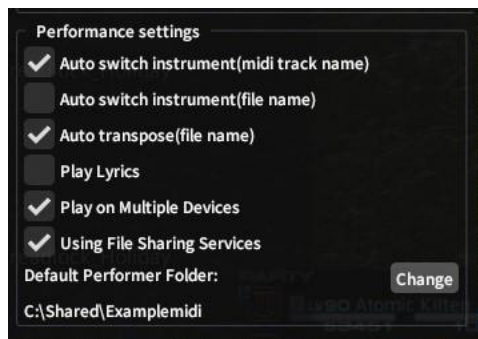 Performance settings
Auto switch instrument(midi track name)
Auto switch instrument(file name)
Auto transpose(file name)
Play Lyrics
Play on Multiple Devices
Using File Sharing Services
Default Performer Folder:
Change
C:\Shared\Examplemidi